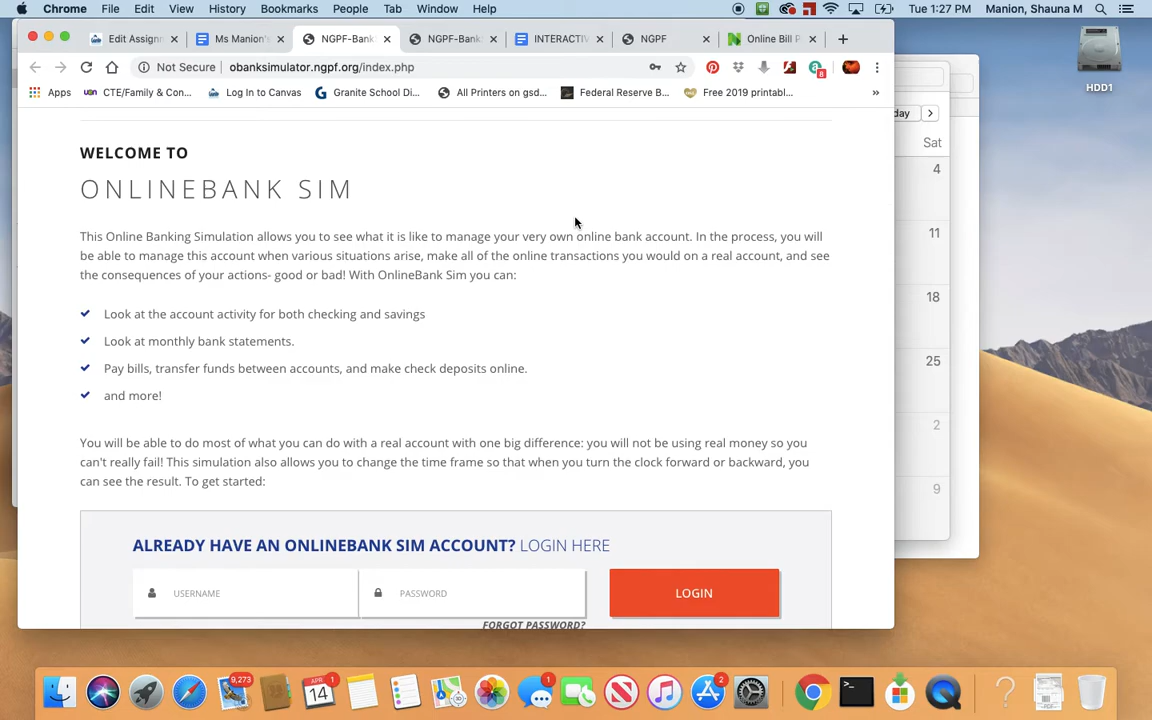 Chrome File Edit View History Bookmarks People Tab Window Help Tue 1:27 PM Manion, Shauna M
Edit Assignm Ms Manion's NGPF-Bank NGPF-Bank INTERACTIV NGPF Online Bill P
Not Secure obanksimulator.ngpf.org/index.php 8
Apps CTE/Family & Con... Log In to Canvas Granite School Di... All Printers on gsd... Federal Reserve B... Free 2019 printabl... »
day
HDD1
Sat
4
11
18
25
2
9
WELCOME TO
ONLINEBANK SIM
This Online Banking Simulation allows you to see what it is like to manage your very own online bank account. In the process, you will
be able to manage this account when various situations arise, make all of the online transactions you would on a real account, and see
the consequences of your actions- good or bad! With OnlineBank Sim you can:
Look at the account activity for both checking and savings
Look at monthly bank statements.
Pay bills, transfer funds between accounts, and make check deposits online.
and more!
You will be able to do most of what you can do with a real account with one big difference: you will not be using real money so you
can't really fail! This simulation also allows you to change the time frame so that when you turn the clock forward or backward, you
can see the result. To get started:
ALREADY HAVE AN ONLINEBANK SIM ACCOUNT? LOGIN HERE
USERNAME PASSWORD LOGIN
FORGOT PASSWORD?
9,273 APR 14 1 1 2